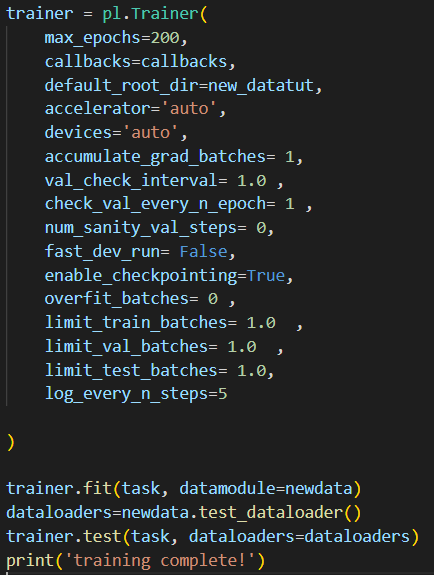 trainer = pl.Trainer(
    max_epochs=200,
    callbacks=callbacks,
    default_root_dir=new_datatut,
    accelerator='auto',
    devices='auto',
    accumulate_grad_batches= 1,
    val_check_interval= 1.0 ,
    check_val_every_n_epoch= 1 ,
    num_sanity_val_steps= 0,
    fast_dev_run= False,
    enable_checkpointing=True,
    overfit_batches= 0 ,
    limit_train_batches= 1.0  ,
    limit_val_batches= 1.0  ,
    limit_test_batches= 1.0,
    log_every_n_steps=5
)
trainer.fit(task, datamodule=newdata)
dataloaders=newdata.test_dataloader()
trainer.test(task, dataloaders=dataloaders)
print('training complete!')